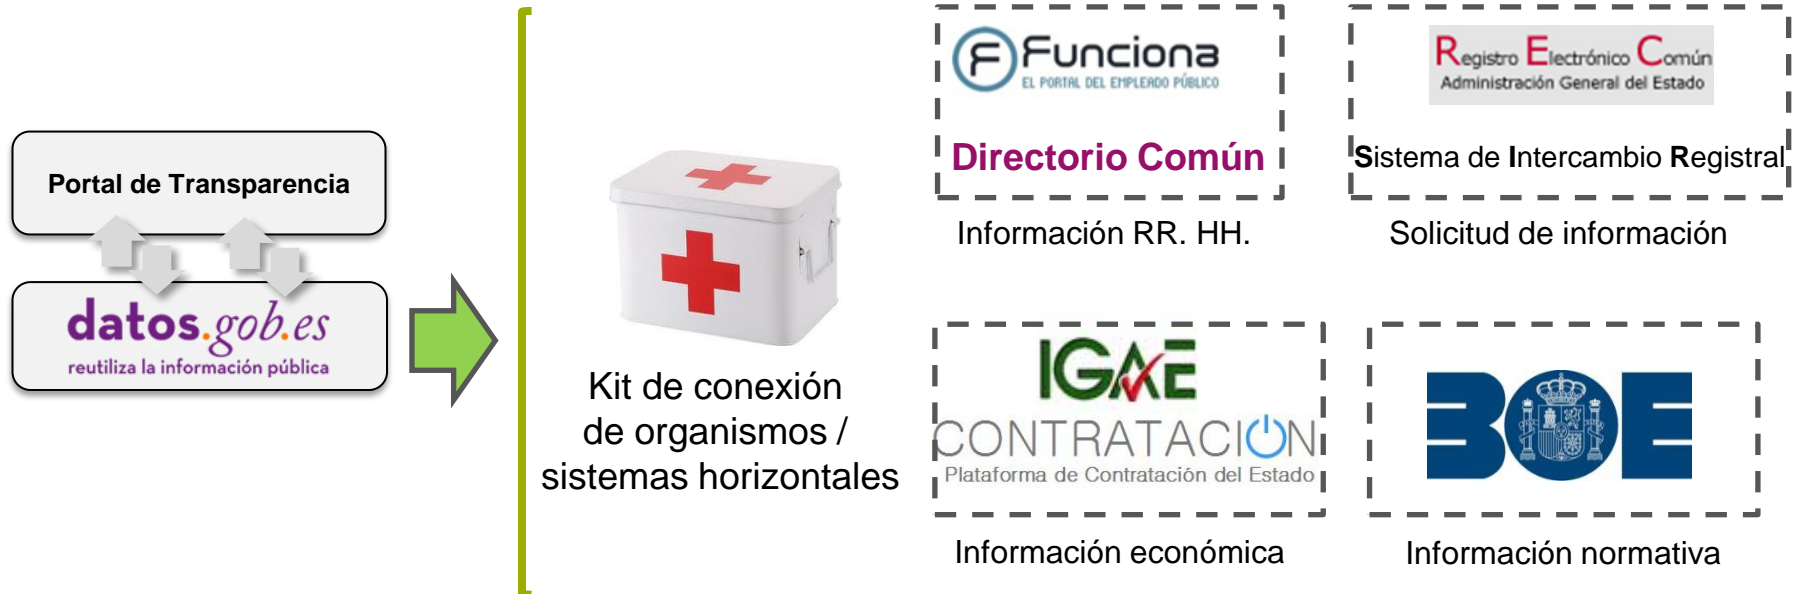 Portal de Transparencia
datos.gob.es
reutiliza la información pública
Kit de conexión
de organismos /
sistemas horizontales
Funciona
EL PORTAL DEL EMPLEADO PÚBLICO
Directorio Común
Información RR. HH.
Registro Electrónico Común
Administración General del Estado
Sistema de Intercambio Registral
Solicitud de información
IGAE
CONTRATACIÓN
Plataforma de Contratación del Estado
Información económica
BOE
Información normativa